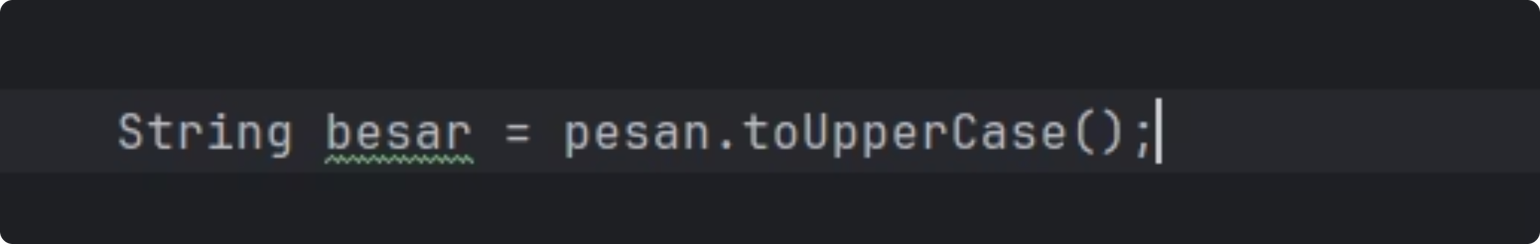 String besar = pesan.toUpperCase();